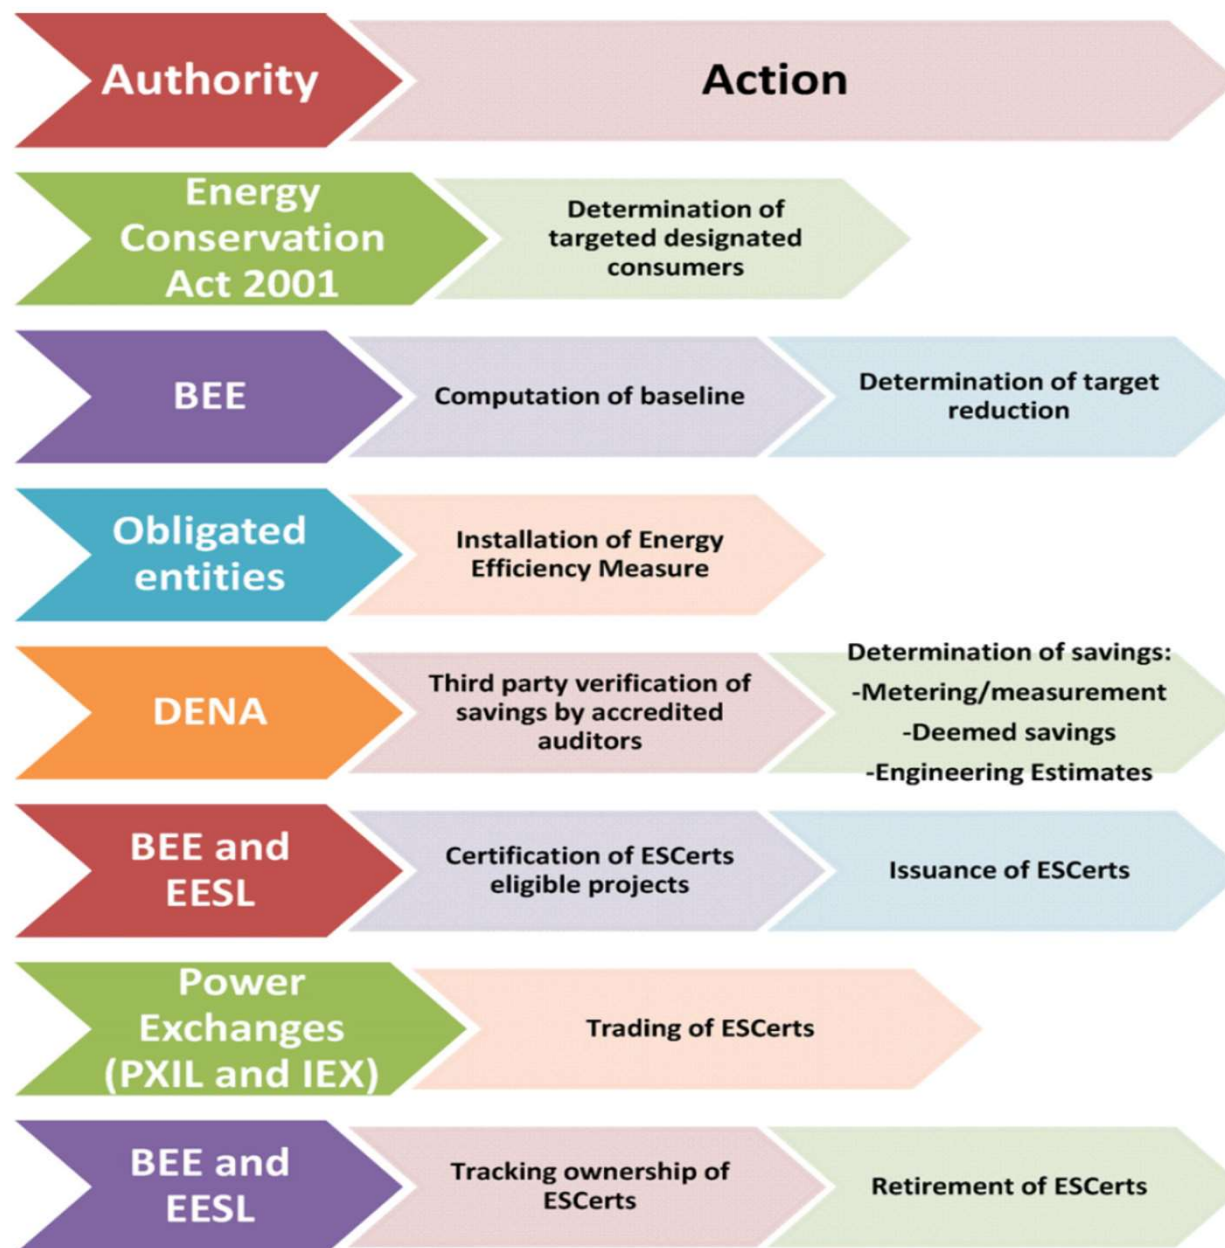 Authority
Action
Energy
Conservation
Act 2001
Determination of
targeted designated
consumers
BEE
Computation of baseline
Determination of target
reduction
Obligated
entities
Installation of Energy
Efficiency Measure
DENA
Third party verification of
savings by accredited
auditors
Determination of savings:
-Metering/measurement
-Deemed savings
-Engineering Estimates
BEE and
EESL
Certification of ESCerts
eligible projects
Issuance of ESCerts
Power
Exchanges
(PXIL and IEX)
Trading of ESCerts
BEE and
EESL
Tracking ownership of
ESCerts
Retirement of ESCerts